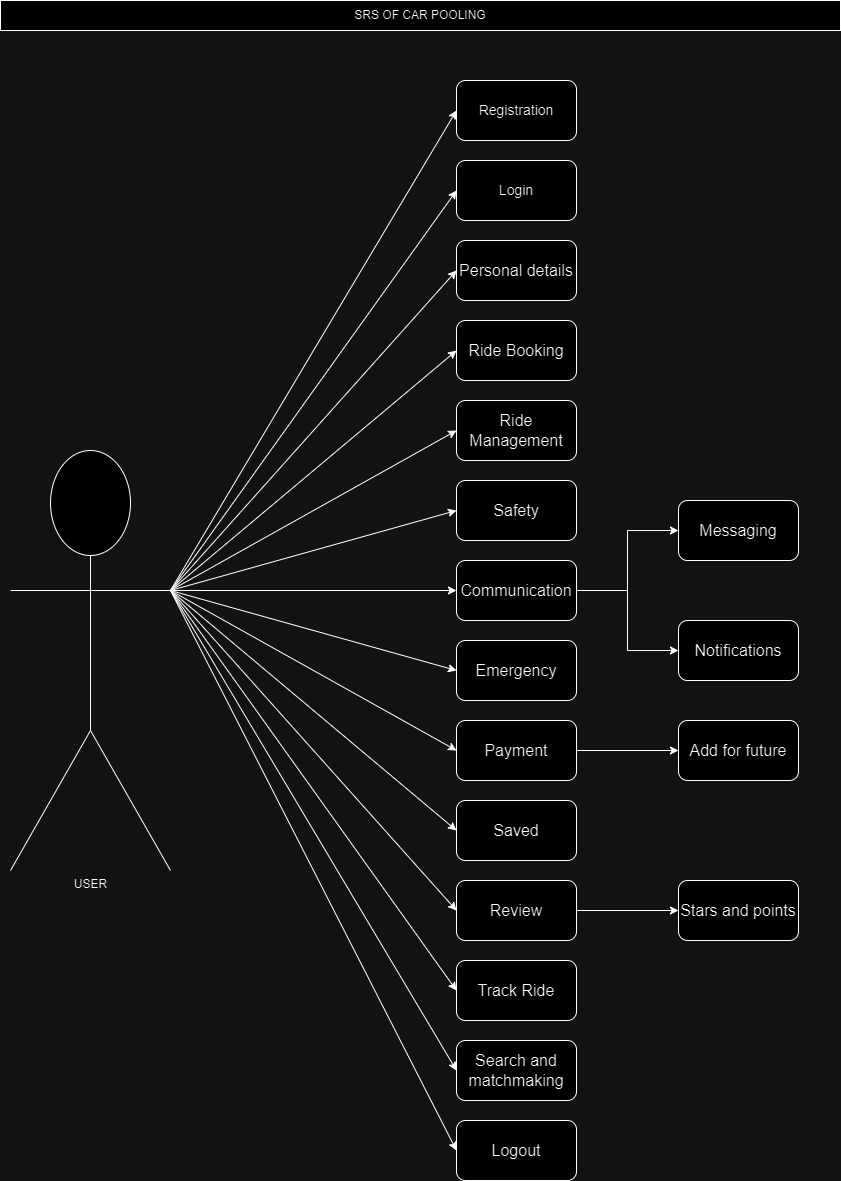 SRS OF CAR POOLING
Registration
Login
Personal details
Ride Booking
Ride
Management
Safety
Messaging
Communication
Notifications
Emergency
Payment
Add for future
Saved
USER
Review
Stars and points
Track Ride
Search and
matchmaking
Logout